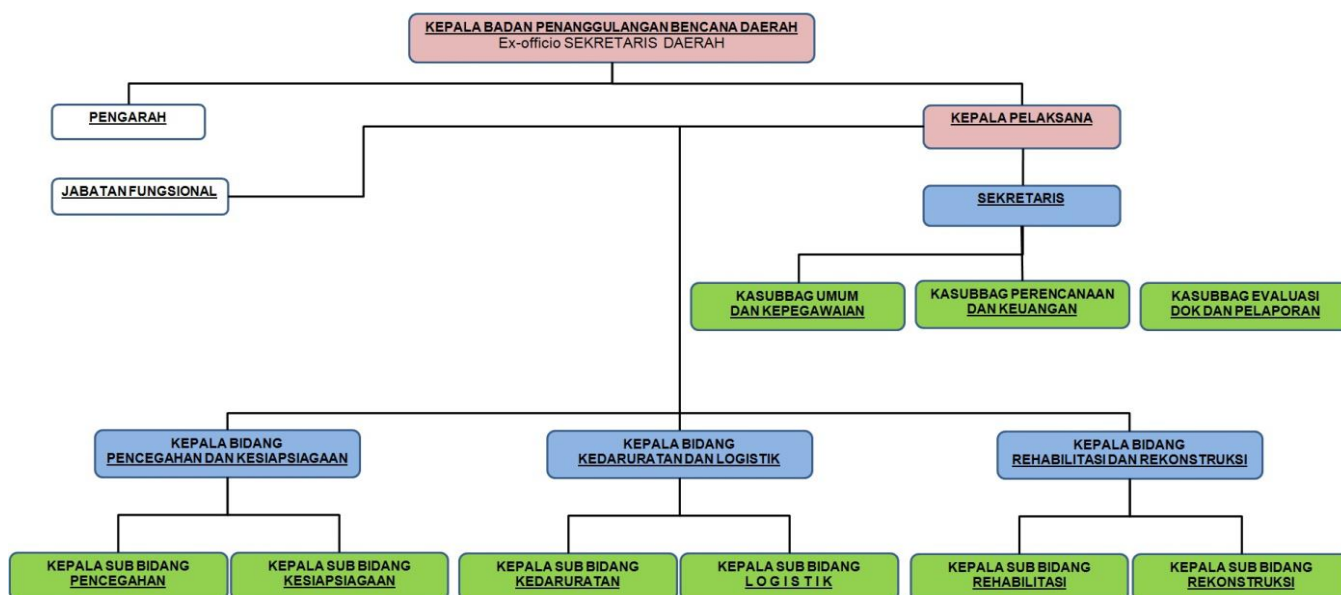 KEPALA BADAN PENANGGULANGAN BENCANA DAERAH
Ex-officio SEKRETARIS DAERAH
PENGARAH
KEPALA PELAKSANA
JABATAN FUNGSIONAL
SEKRETARIS
KASUBBAG UMUM
DAN KEPEGAWAIAN
KASUBBAG PERENCANAAN
DAN KEUANGAN
KASUBBAG EVALUASI
DOK DAN PELAPORAN
KEPALA BIDANG
PENCEGAHAN DAN KESIAPSIAGAAN
KEPALA BIDANG
KEDARURATAN DAN LOGISTIK
KEPALA BIDANG
REHABILITASI DAN REKONSTRUKSI
KEPALA SUB BIDANG
PENCEGAHAN
KEPALA SUB BIDANG
KESIAPSIAGAAN
KEPALA SUB BIDANG
KEDARURATAN
KEPALA SUB BIDANG
L O G I S T I K
KEPALA SUB BIDANG
REHABILITASI
KEPALA SUB BIDANG
REKONSTRUKSI